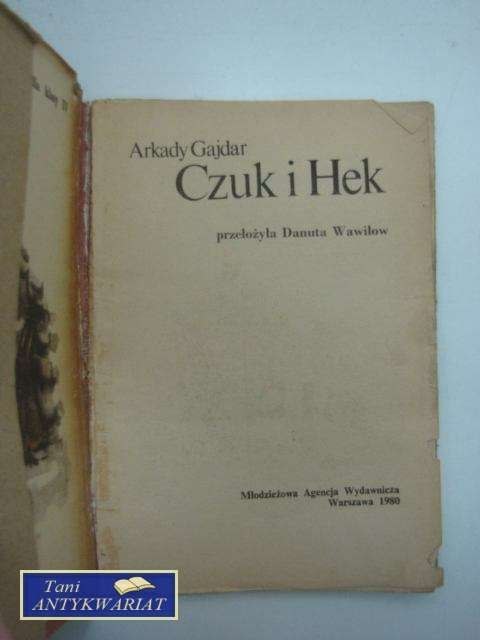 Arkady Gajdar
Czuk i Hek
przełożyła Danuta Wawiłow
Młodzieżowa Agencja Wydawnicza
Warszawa 1980
Tani
ANTYKWARIAT